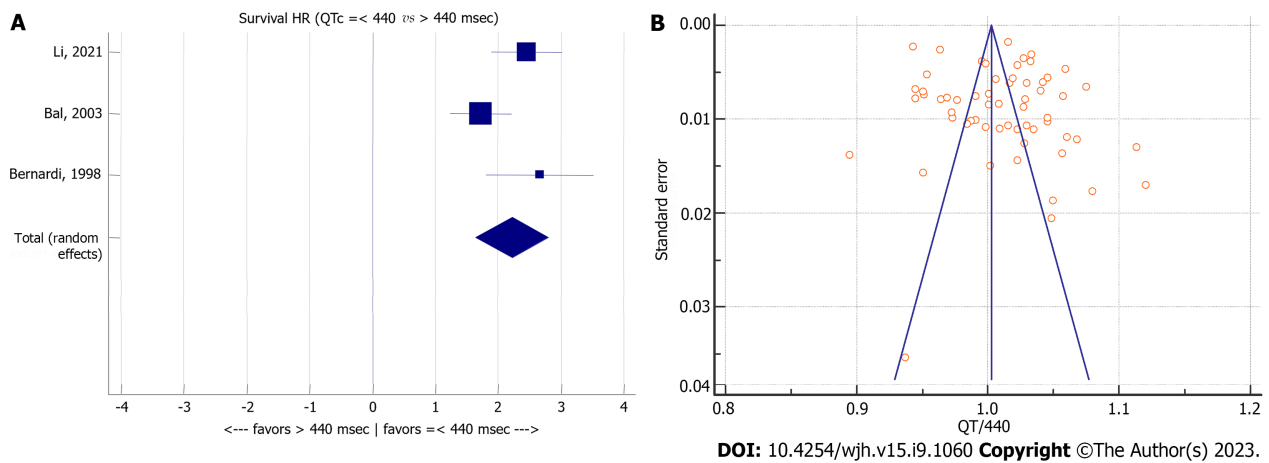 A
Survival HR (QTc =< 440 vs > 440 msec)
Li, 2021
Bal, 2003
Bernardi, 1998
Total (random
effects)
-4 -3 -2 -1 0 1 2 3 4
<--- favors > 440 msec | favors =< 440 msec --->
B
0.00
0.01
0.02
0.03
0.04
Standard error
0.8 0.9 1.0 1.1 1.2
QT/440
DOI: 10.4254/wjh.v15.i9.1060 Copyright ©The Author(s) 2023.